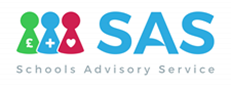 £ + SAS
Schools Advisory Service